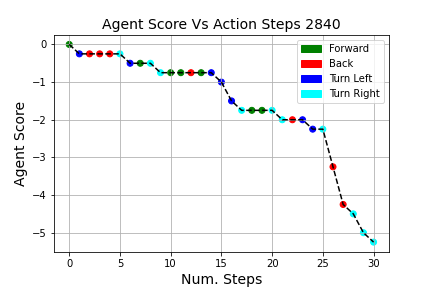 Agent Score Vs Action Steps 2840
Forward
Back
Turn Left
Turn Right
Agent Score
0
−1
−2
−3
−4
−5
0 5 10 15 20 25 30
Num. Steps